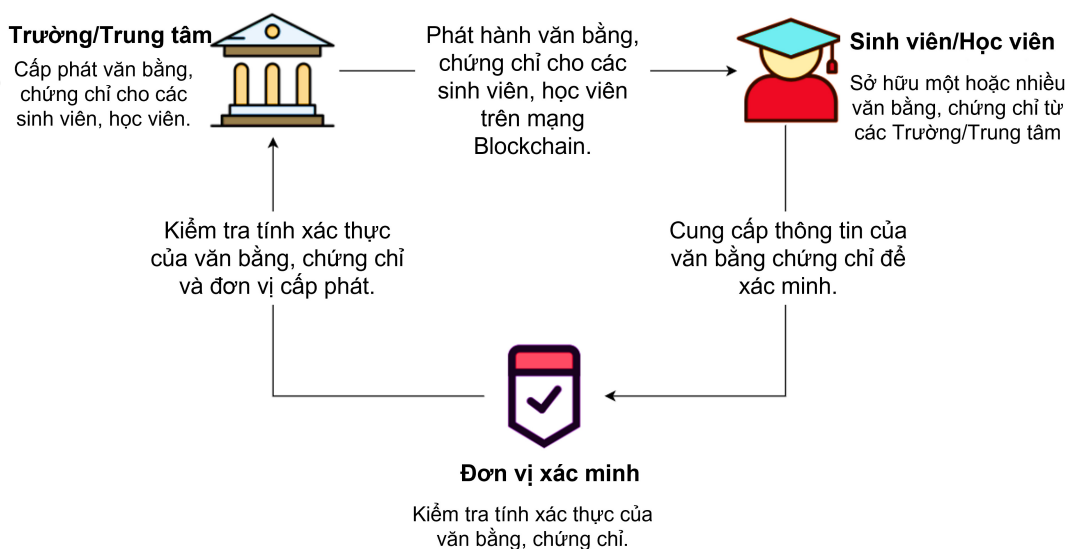 Trường/Trung tâm
Cấp phát văn bằng,
chứng chỉ cho các
sinh viên, học viên.
Phát hành văn bằng,
chứng chỉ cho các
sinh viên, học viên
trên mạng
Blockchain.
Sinh viên/Học viên
Sở hữu một hoặc nhiều
văn bằng, chứng chỉ từ
các Trường/Trung tâm
Kiểm tra tính xác thực
của văn bằng, chứng chỉ
và đơn vị cấp phát.
Cung cấp thông tin của
văn bằng chứng chỉ để
xác minh.
Đơn vị xác minh
Kiểm tra tính xác thực của
văn bằng, chứng chỉ.